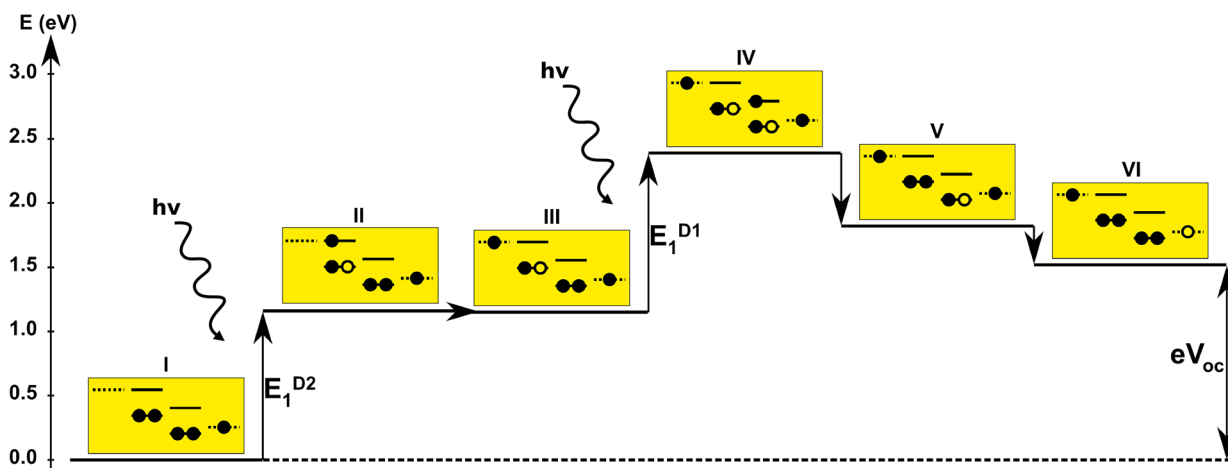 E (eV)
3.0
2.5
2.0
1.5
1.0
0.5
0.0
hν
hν
I
II
III
IV
V
VI
E₁ᴰ²
E₁ᴰ¹
eVₒc